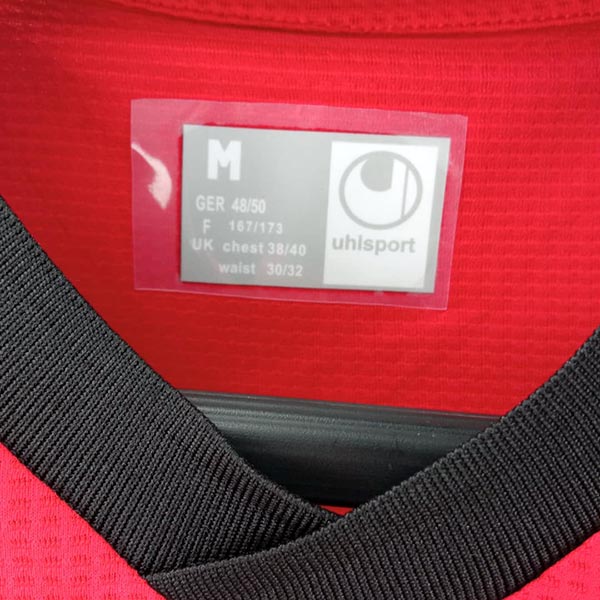 M
GER 48/50
F 167/173
UK chest 38/40
waist 30/32
uhlsport